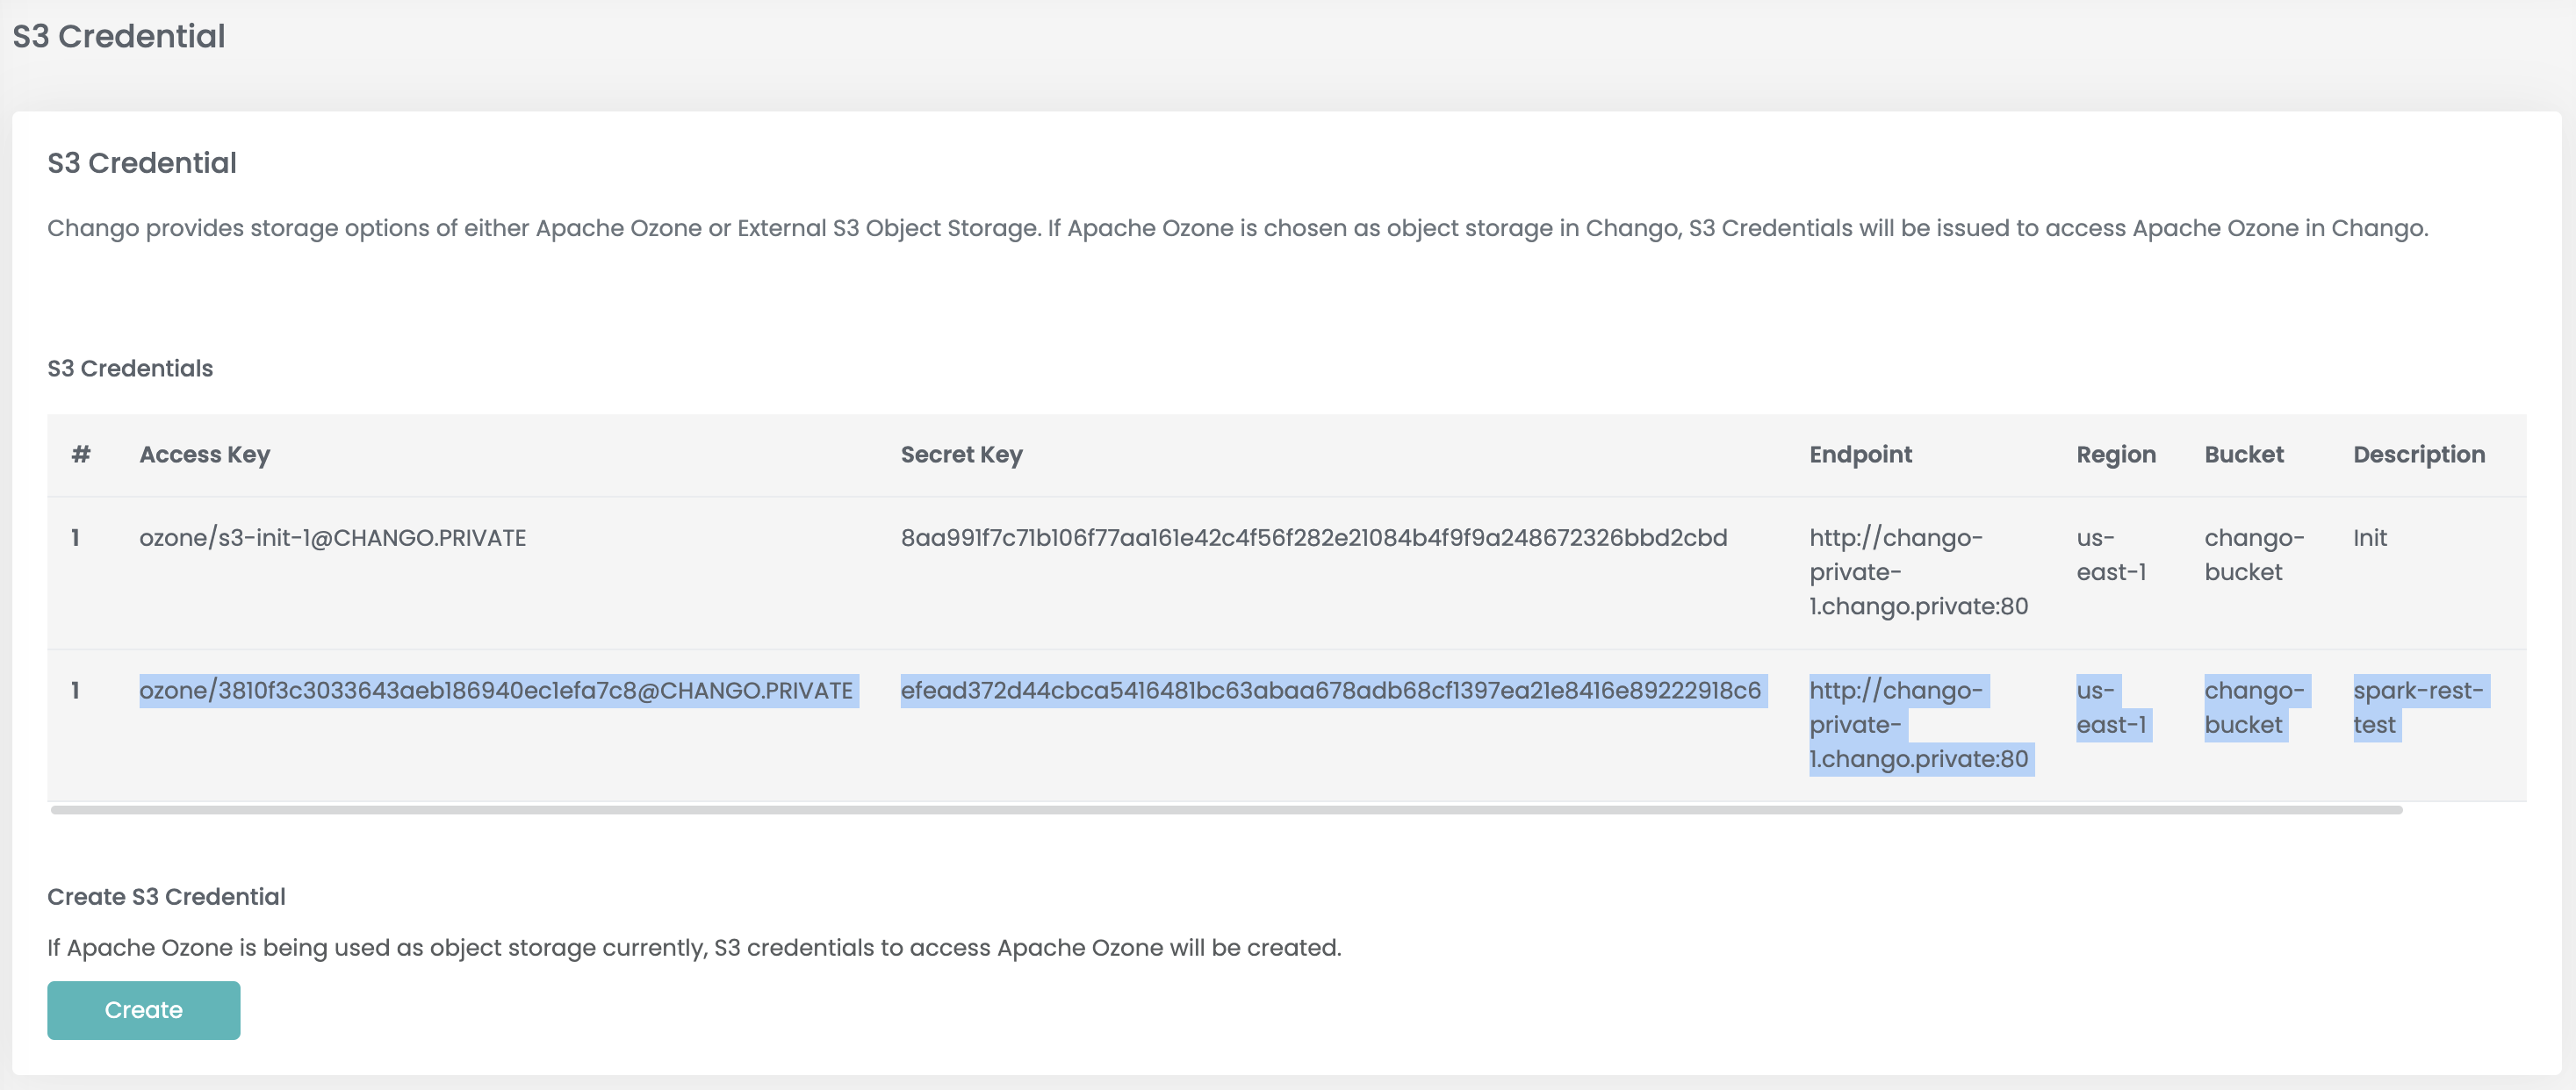 S3 Credential
S3 Credential
Chango provides storage options of either Apache Ozone or External S3 Object Storage. If Apache Ozone is chosen as object storage in Chango, S3 Credentials will be issued to access Apache Ozone in Chango.
S3 Credentials
# Access Key Secret Key Endpoint Region Bucket Description
1 ozone/s3-init-1@CHANGO.PRIVATE 8aa991f7c71b106f77aa161e42c4f56f282e21084b4f9f9a248672326bbd2cbd http://chango- us- chango- Init
private- east-1 bucket
1.chango.private:80
1 ozone/3810f3c3033643aeb186940ec1efa7c8@CHANGO.PRIVATE efead372d44cbca5416481bc63abaa678adb68cf1397ea21e8416e89222918c6 http://chango- us- chango- spark-rest-
private- east-1 bucket test
1.chango.private:80
Create S3 Credential
If Apache Ozone is being used as object storage currently, S3 credentials to access Apache Ozone will be created.
Create